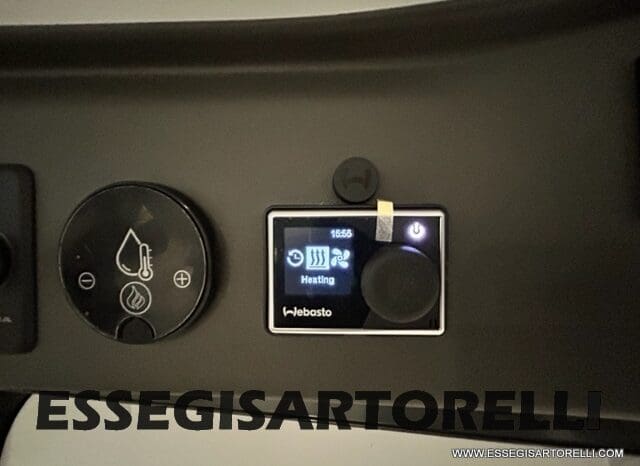 15:55
Heating
Webasto
ESSEGISARTORELLI
WWW.ESSEGISARTORELLI.COM